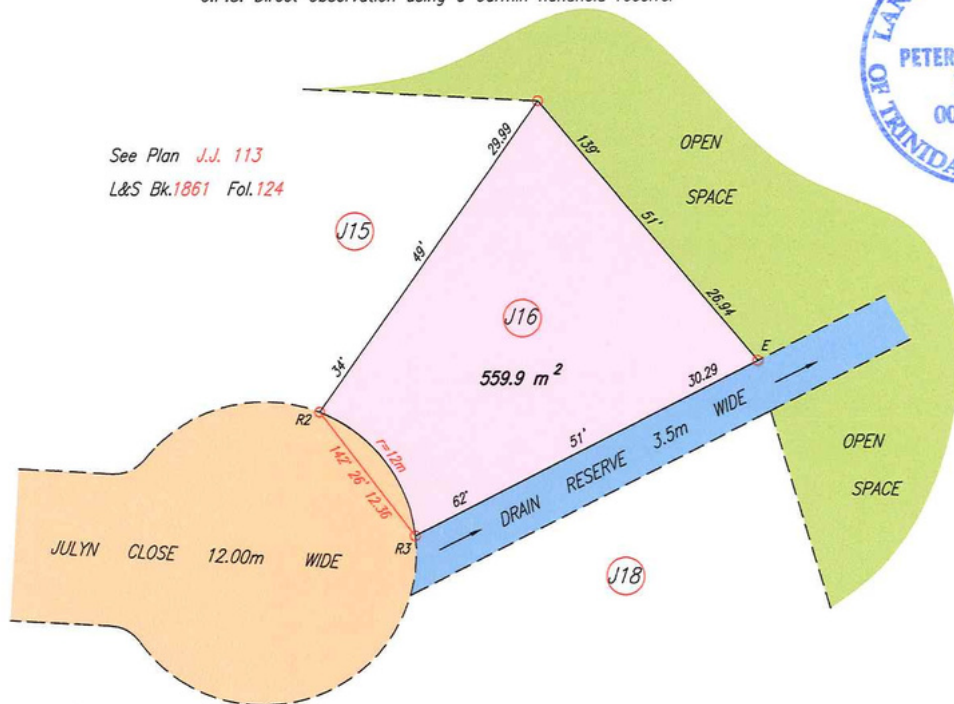 LAN
PETER
OF TRINIDA
00
OPEN
SPACE
See Plan J.J. 113
L&S Bk.1861 Fol.124
J15
29.99
49'
34'
139°
51'
26.94
J16
559.9 m²
E
30.29
51'
62°
R2
r=12m
142° 26' 12.36
R3
DRAIN RESERVE 3.5m WIDE
OPEN
SPACE
JULYN CLOSE 12.00m WIDE
J18